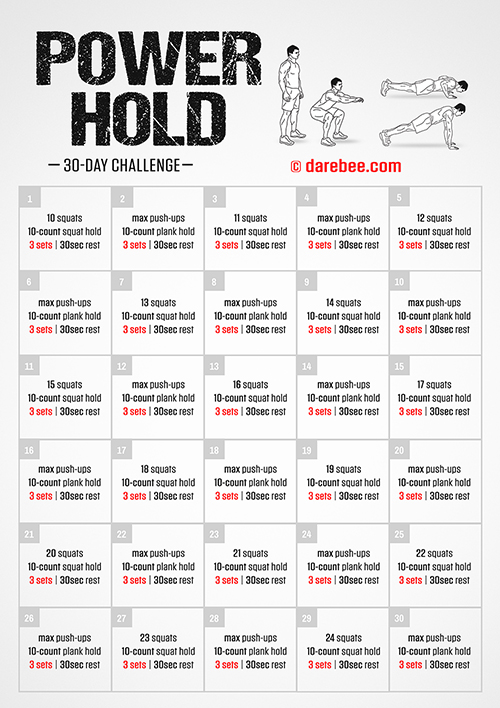 POWER
HOLD
– 30-DAY CHALLENGE –
© darebee.com
1
10 squats
10-count squat hold
3 sets | 30sec rest
2
max push-ups
10-count plank hold
3 sets | 30sec rest
3
11 squats
10-count squat hold
3 sets | 30sec rest
4
max push-ups
10-count plank hold
3 sets | 30sec rest
5
12 squats
10-count squat hold
3 sets | 30sec rest
6
max push-ups
10-count plank hold
3 sets | 30sec rest
7
13 squats
10-count squat hold
3 sets | 30sec rest
8
max push-ups
10-count plank hold
3 sets | 30sec rest
9
14 squats
10-count squat hold
3 sets | 30sec rest
10
max push-ups
10-count plank hold
3 sets | 30sec rest
11
15 squats
10-count squat hold
3 sets | 30sec rest
12
max push-ups
10-count plank hold
3 sets | 30sec rest
13
16 squats
10-count squat hold
3 sets | 30sec rest
14
max push-ups
10-count plank hold
3 sets | 30sec rest
15
17 squats
10-count squat hold
3 sets | 30sec rest
16
max push-ups
10-count plank hold
3 sets | 30sec rest
17
18 squats
10-count squat hold
3 sets | 30sec rest
18
max push-ups
10-count plank hold
3 sets | 30sec rest
19
19 squats
10-count squat hold
3 sets | 30sec rest
20
max push-ups
10-count plank hold
3 sets | 30sec rest
21
20 squats
10-count squat hold
3 sets | 30sec rest
22
max push-ups
10-count plank hold
3 sets | 30sec rest
23
21 squats
10-count squat hold
3 sets | 30sec rest
24
max push-ups
10-count plank hold
3 sets | 30sec rest
25
22 squats
10-count squat hold
3 sets | 30sec rest
26
max push-ups
10-count plank hold
3 sets | 30sec rest
27
23 squats
10-count squat hold
3 sets | 30sec rest
28
max push-ups
10-count plank hold
3 sets | 30sec rest
29
24 squats
10-count squat hold
3 sets | 30sec rest
30
max push-ups
10-count plank hold
3 sets | 30sec rest